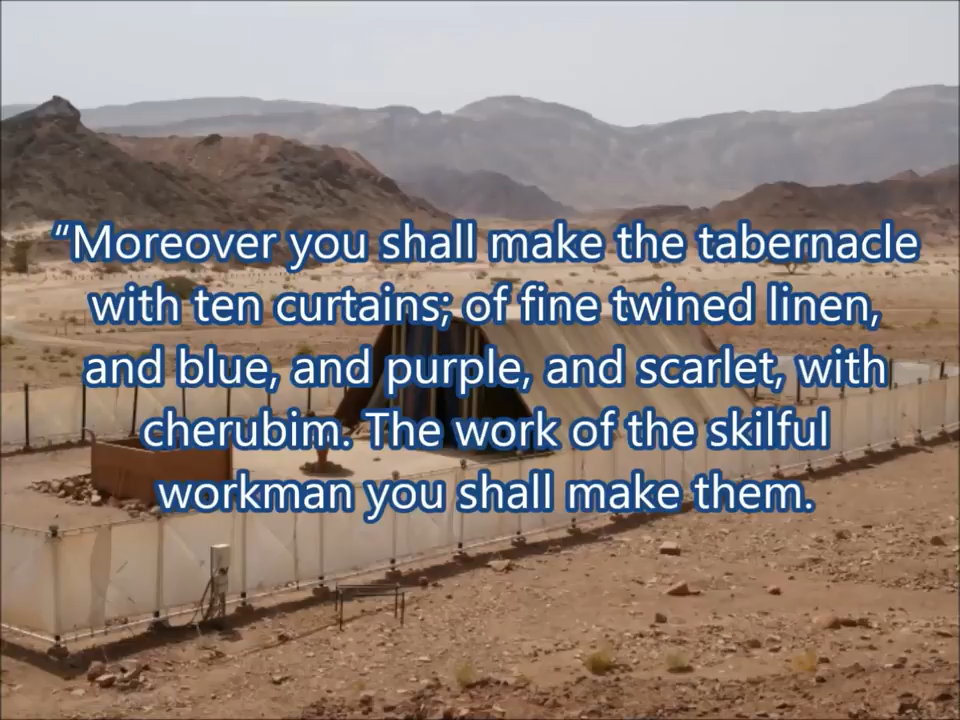 “Moreover you shall make the tabernacle
with ten curtains; of fine twined linen,
and blue, and purple, and scarlet, with
cherubim. The work of the skilful
workman you shall make them.